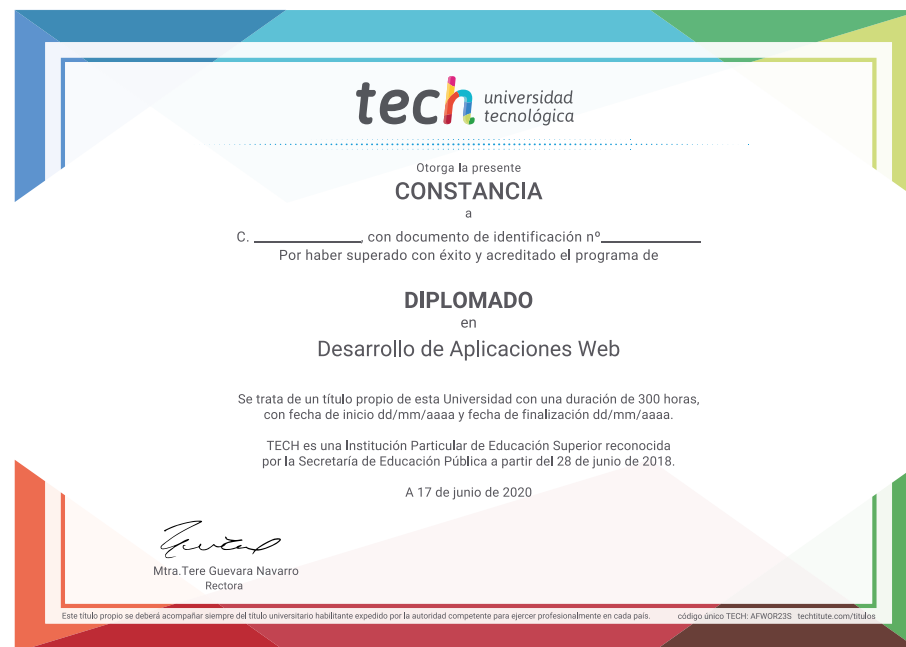 tech universidad
tecnológica
Otorga la presente
CONSTANCIA
a
C. ______________, con documento de identificación nº_____________
Por haber superado con éxito y acreditado el programa de
DIPLOMADO
en
Desarrollo de Aplicaciones Web
Se trata de un título propio de esta Universidad con una duración de 300 horas,
con fecha de inicio dd/mm/aaaa y fecha de finalización dd/mm/aaaa.
TECH es una Institución Particular de Educación Superior reconocida
por la Secretaría de Educación Pública a partir del 28 de junio de 2018.
A 17 de junio de 2020
Mtra.Tere Guevara Navarro
Rectora
Este título propio se deberá acompañar siempre del título universitario habilitante expedido por la autoridad competente para ejercer profesionalmente en cada país. código único TECH: AFWOR23S techtitute.com/titulos